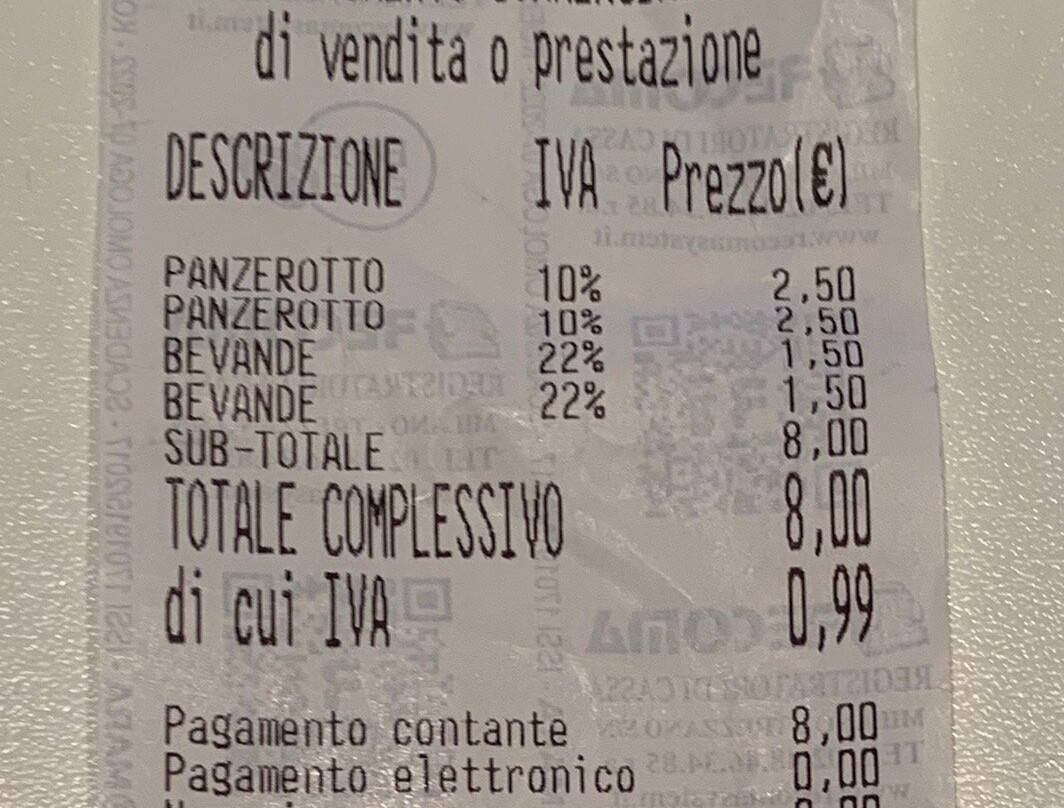 di vendita o prestazione
DESCRIZIONE IVA Prezzo(€)
PANZEROTTO 10% 2,50
PANZEROTTO 10% 2,50
BEVANDE 22% 1,50
BEVANDE 22% 1,50
SUB-TOTALE 8,00
TOTALE COMPLESSIVO 8,00
di cui IVA 0,99
Pagamento contante 8,00
Pagamento elettronico 0,00